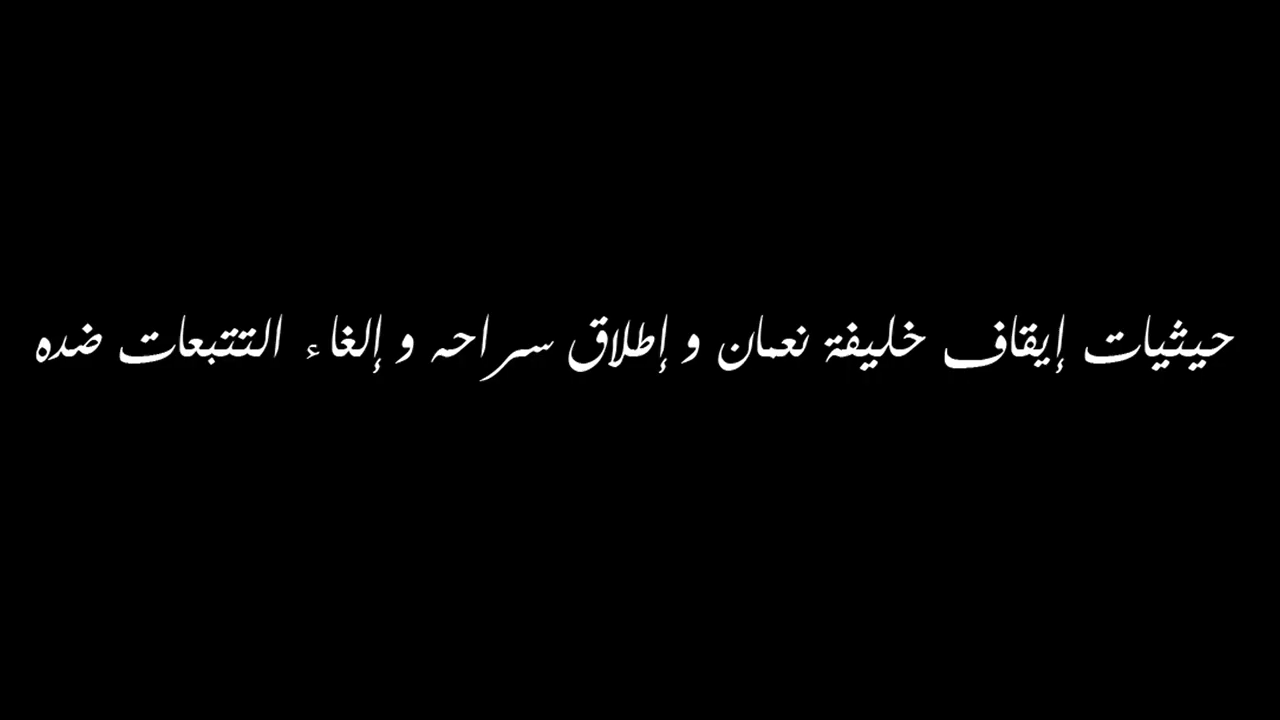 حيثيات إيقاف خليفة نعمان و إطلاق سراحه و إلغاء التتبعات ضده